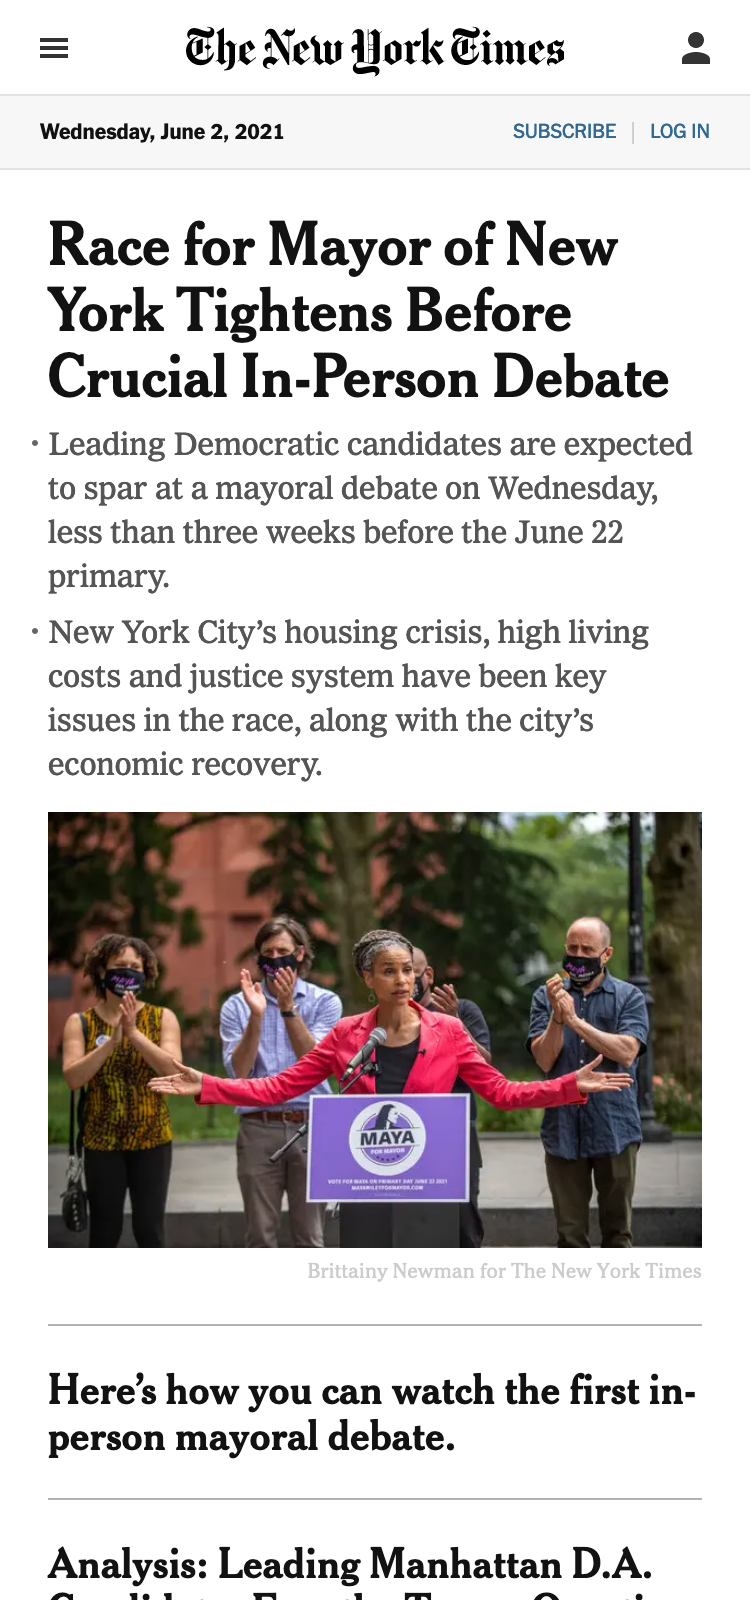 The New York Times
Wednesday, June 2, 2021
SUBSCRIBE | LOG IN
Race for Mayor of New
York Tightens Before
Crucial In-Person Debate
• Leading Democratic candidates are expected
to spar at a mayoral debate on Wednesday,
less than three weeks before the June 22
primary.
• New York City’s housing crisis, high living
costs and justice system have been key
issues in the race, along with the city’s
economic recovery.
MAYA
FOR MAYOR
VOTE FOR MAYA ON PRIMARY DAY JUNE 22 2021
MAYAWILEYFORMAYOR.COM
Brittainy Newman for The New York Times
Here’s how you can watch the first in-
person mayoral debate.
Analysis: Leading Manhattan D.A.